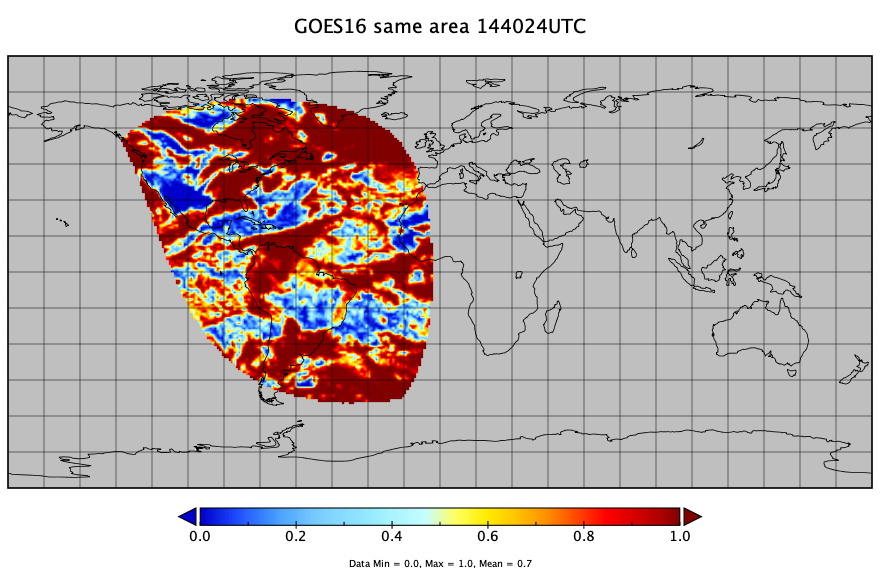 GOES16 same area 144024UTC
0.0 0.2 0.4 0.6 0.8 1.0
Data Min = 0.0, Max = 1.0, Mean = 0.7